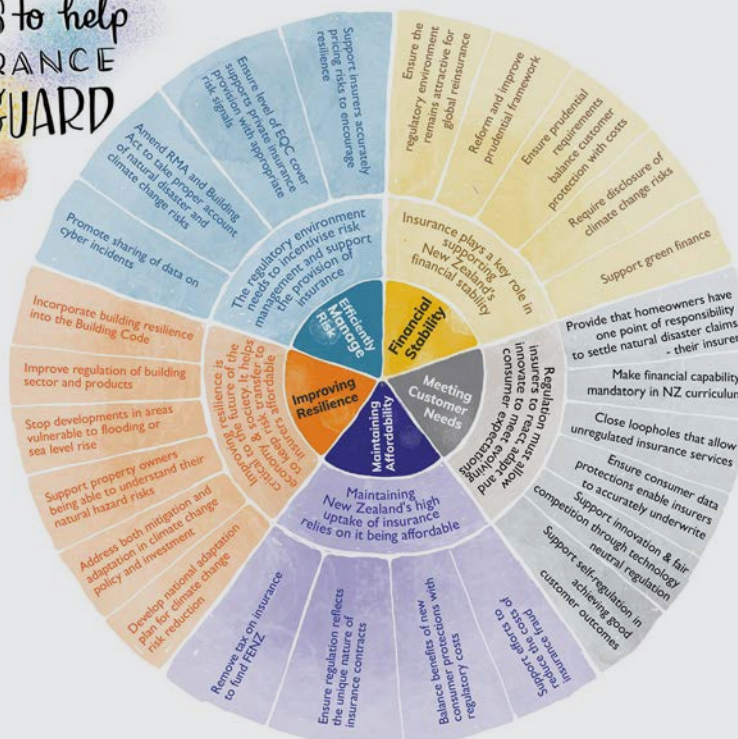 to help
GUARD
Efficiently
Manage
Risk
The regulatory environment
needs to incentivise risk
management and support
the provision of
insurance
Promote sharing of data on
cyber incidents
Amend RMA and Building
Act to take proper account
of natural disaster and
climate change risks
Ensure level of EQC cover
supports private insurance
provision with appropriate
risk signals
Support insurers accurately
pricing risks to encourage
resilience
Financial
Stability
Insurance plays a key role in
supporting
New Zealand's
financial stability
Ensure the
regulatory environment
remains attractive for
global reinsurance
Reform and improve
prudential framework
Ensure prudential
requirements
balance customer
protection with costs
Require disclosure of
climate change risks
Support green finance
Meeting
Customer
Needs
Regulation must allow
insurers to react adapt and
innovate to meet evolving
consumer expectations
Provide that homeowners have
one point of responsibility
to settle natural disaster claims
- their insurer
Make financial capability
mandatory in NZ curriculum
Close loopholes that allow
unregulated insurance services
Ensure consumer data
protections enable insurers
to accurately underwrite
Support innovation & fair
competition through technology
neutral regulation
Support self-regulation in
achieving good
customer outcomes
Maintaining
Affordability
Maintaining
New Zealand's high
uptake of insurance
relies on it being affordable
Support efforts to
reduce the costs of
insurance fraud
Balance benefits of new
consumer protections with
regulatory costs
Ensure regulation reflects
the unique nature of
insurance contracts
Remove tax on insurance
to fund FENZ
Improving
Resilience
Improving resilience is
critical to the future of the
economy & society. It helps
to keep risk transfer to
insurers affordable
Incorporate building resilience
into the Building Code
Improve regulation of building
sector and products
Stop developments in areas
vulnerable to flooding or
sea level rise
Support property owners
being able to understand their
natural hazard risks
Address both mitigation and
adaptation in climate change
policy and investment
Develop national adaptation
plan for climate change
risk reduction